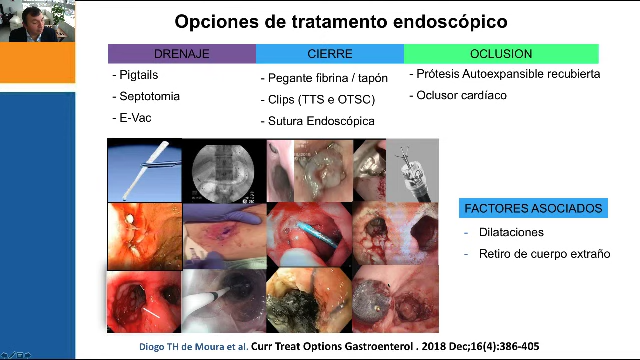 Opciones de tratamento endoscópico
DRENAJE
CIERRE
OCLUSION
- Pigtails
- Septotomia
- E-Vac
- Pegante fibrina / tapón
- Clips (TTS e OTSC)
- Sutura Endoscópica
- Prótesis Autoexpansible recubierta
- Oclusor cardíaco
FACTORES ASOCIADOS
- Dilataciones
- Retiro de cuerpo extraño
Diogo TH de Moura et al. Curr Treat Options Gastroenterol . 2018 Dec;16(4):386-405